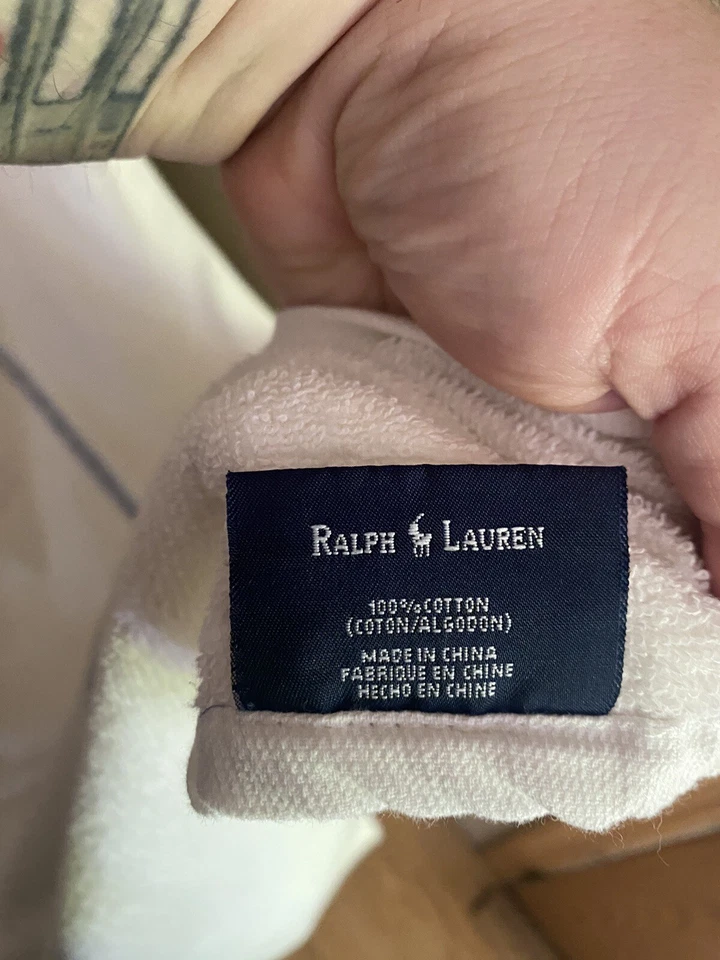 RALPH LAUREN
100% COTTON
(COTON/ALGODON)
MADE IN CHINA
FABRIQUE EN CHINE
HECHO EN CHINE